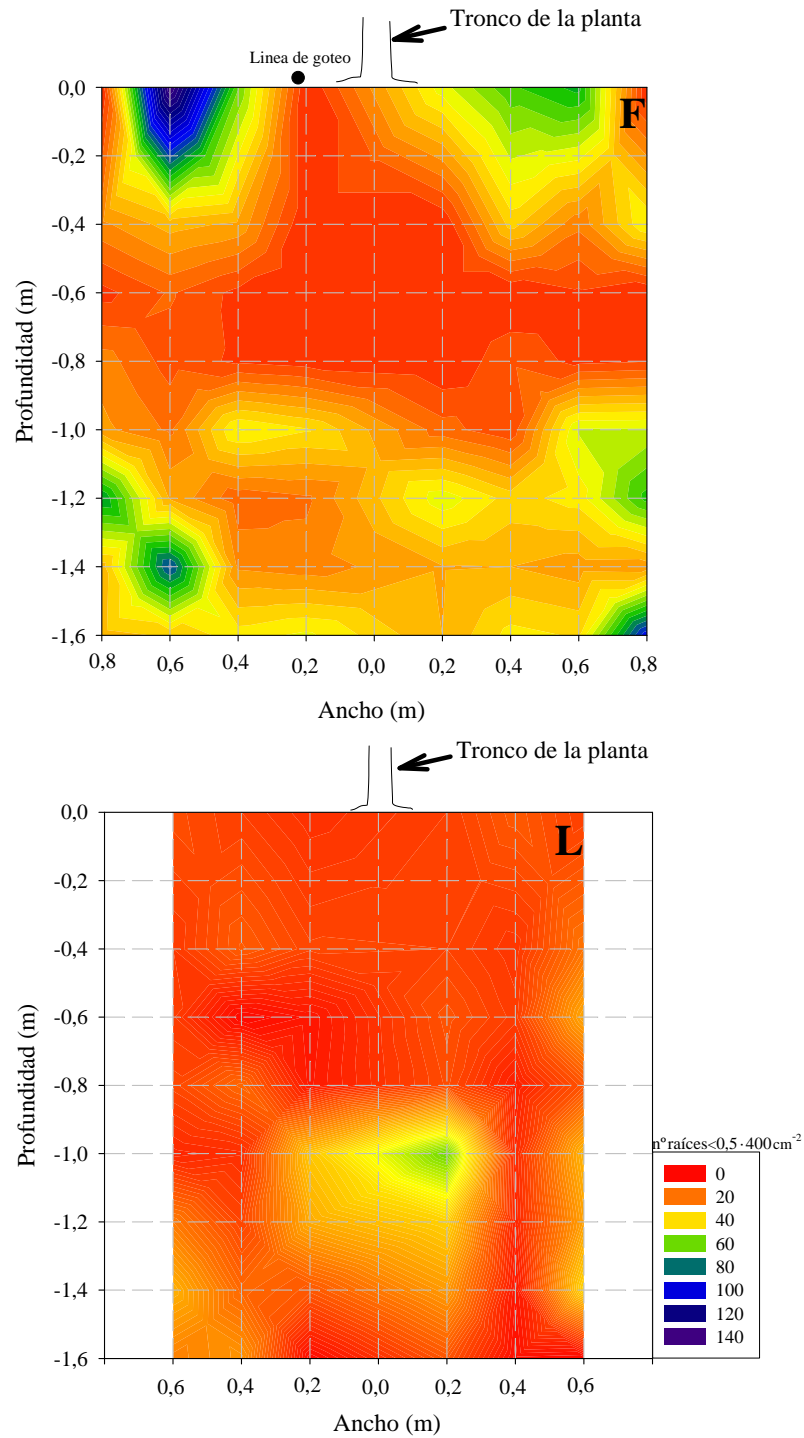 Tronco de la planta
Linea de goteo
F
0,0
-0,2
-0,4
-0,6
-0,8
-1,0
-1,2
-1,4
-1,6
Profundidad (m)
0,8 0,6 0,4 0,2 0,0 0,2 0,4 0,6 0,8
Ancho (m)
Tronco de la planta
L
0,0
-0,2
-0,4
-0,6
-0,8
-1,0
-1,2
-1,4
-1,6
Profundidad (m)
nº raíces<0,5·400cm⁻²
0
20
40
60
80
100
120
140
0,6 0,4 0,2 0,0 0,2 0,4 0,6
Ancho (m)